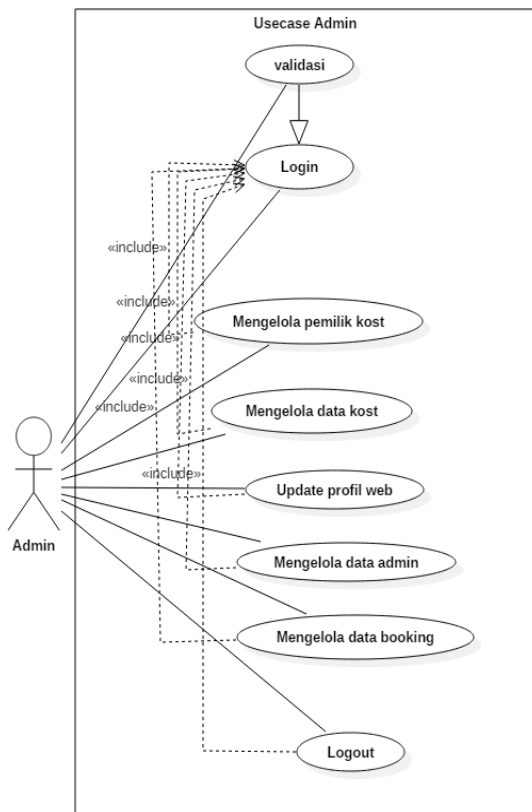 Usecase Admin
validasi
Login
«include»
«include»
Mengelola pemilik kost
«include»
«include»
«include»
Mengelola data kost
«include»
Update profil web
Admin
Mengelola data admin
Mengelola data booking
Logout